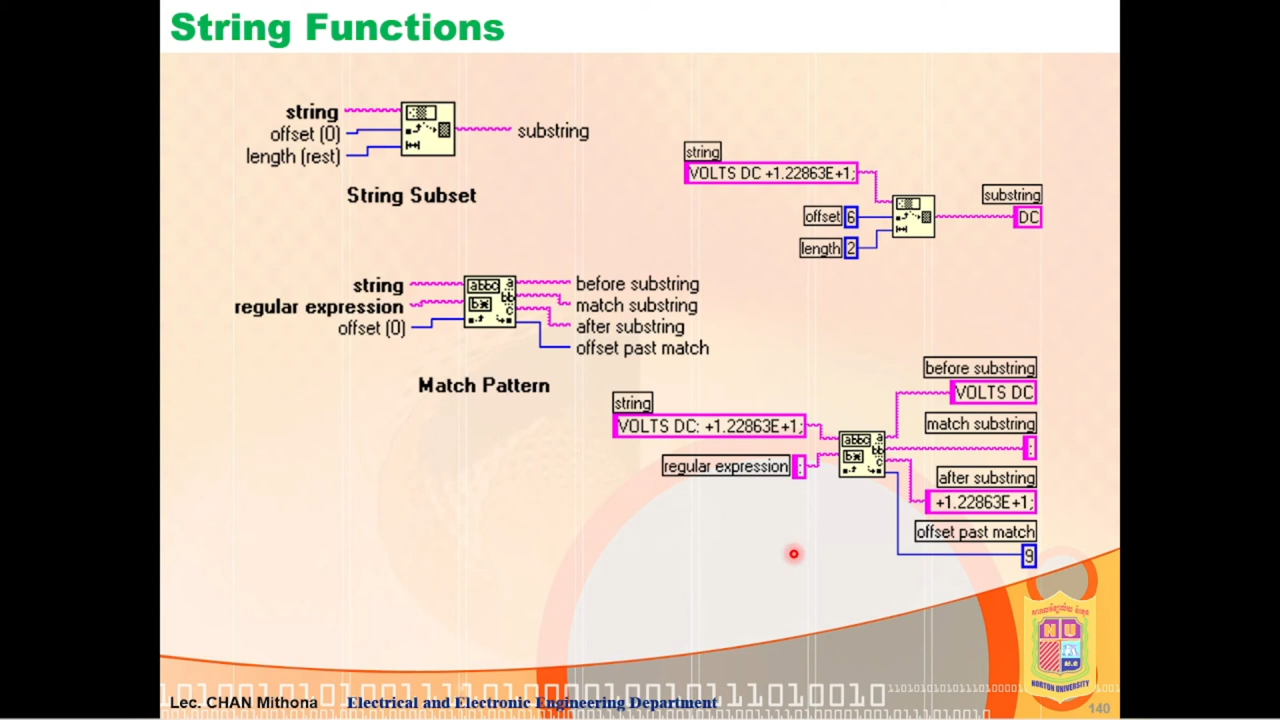 String Functions
string
offset (0)
length (rest)
substring
String Subset
string
VOLTS DC +1.22863E+1;
offset 6
length 2
substring
DC
string
regular expression
offset (0)
before substring
match substring
after substring
offset past match
Match Pattern
string
VOLTS DC: +1.22863E+1;
regular expression :
before substring
VOLTS DC
match substring
:
after substring
+1.22863E+1;
offset past match
9
N U
NORTON UNIVERSITY
Lec. CHAN Mithona
Electrical and Electronic Engineering Department
140